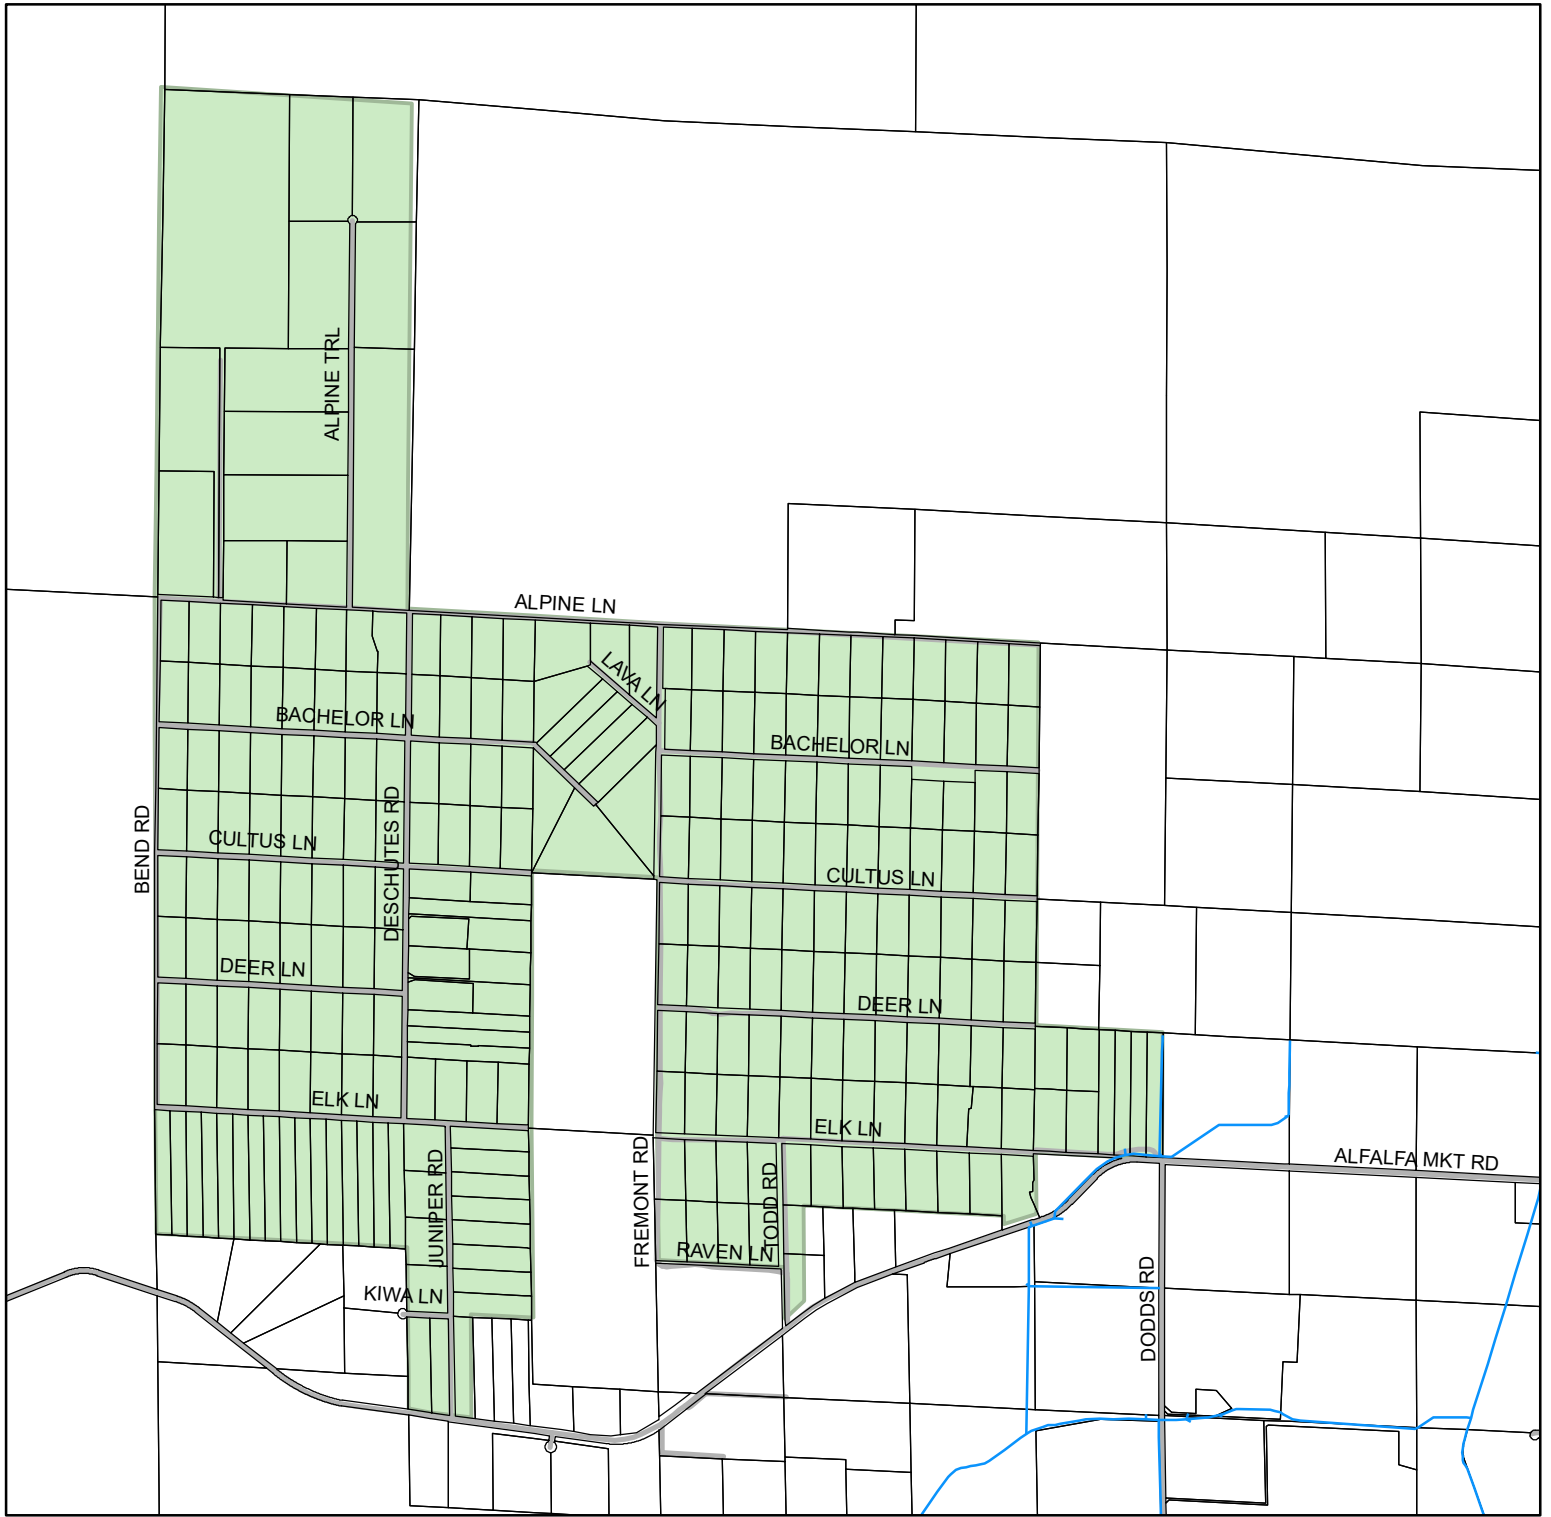 ALPINE TRL
ALPINE LN
LAVA LN
BACHELOR LN
BACHELOR LN
BEND RD
DESCHUTES RD
CULTUS LN
CULTUS LN
DEER LN
DEER LN
ELK LN
ELK LN
JUNIPER RD
FREMONT RD
TODD RD
ALFALFA MKT RD
RAVEN LN
KIWA LN
DODDS RD